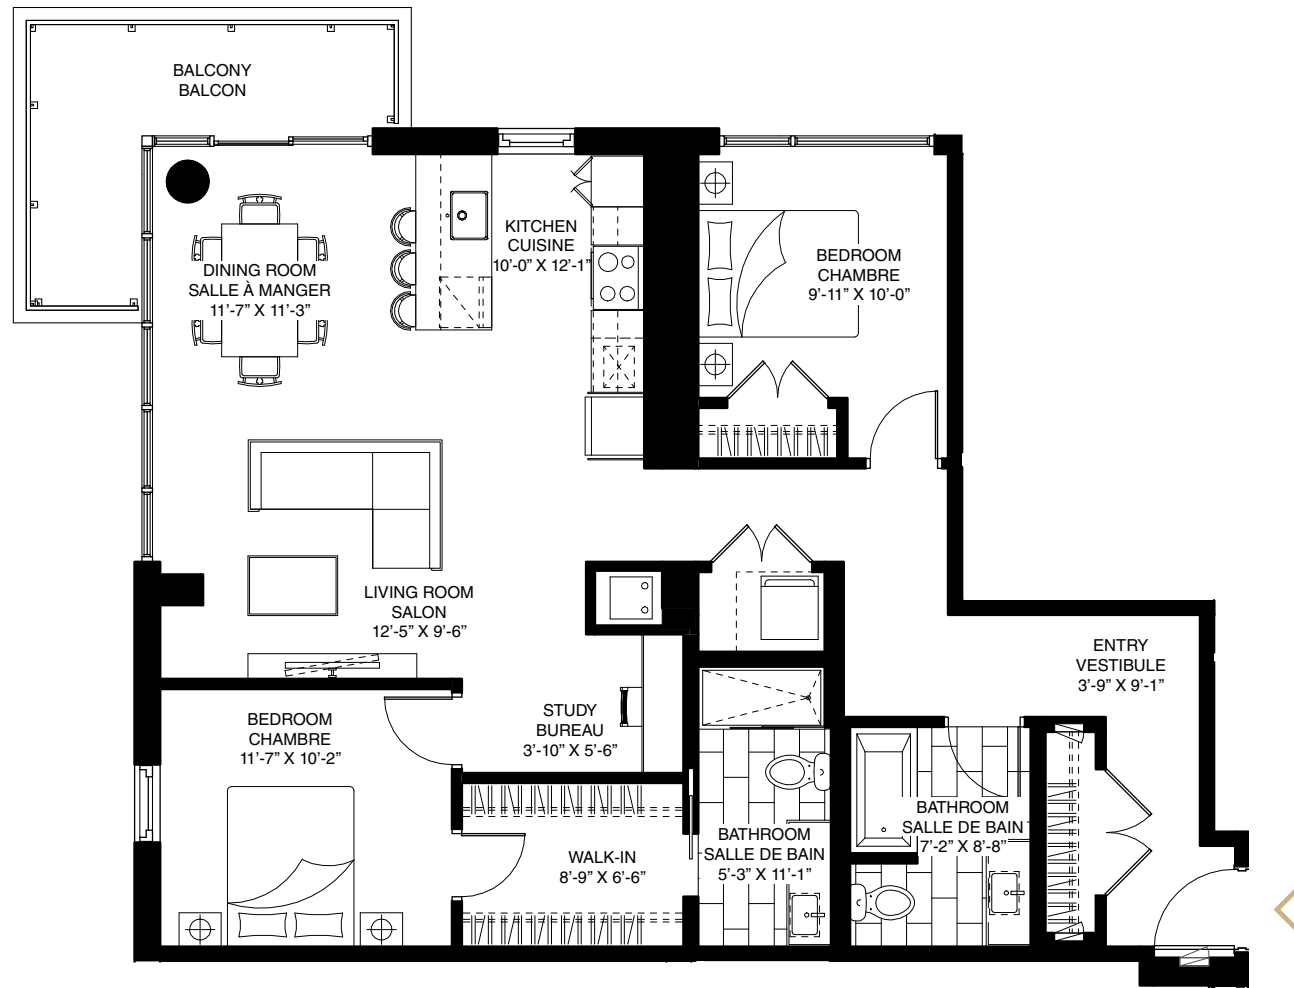 BALCONY
BALCON
KITCHEN
CUISINE
10'-0” X 12'-1”
DINING ROOM
SALLE À MANGER
11'-7” X 11'-3”
BEDROOM
CHAMBRE
9'-11” X 10'-0”
LIVING ROOM
SALON
12'-5” X 9'-6”
ENTRY
VESTIBULE
3'-9” X 9'-1”
STUDY
BUREAU
3'-10” X 5'-6”
BEDROOM
CHAMBRE
11'-7” X 10'-2”
BATHROOM
SALLE DE BAIN
7'-2” X 8'-8”
BATHROOM
SALLE DE BAIN
5'-3” X 11'-1”
WALK-IN
8'-9” X 6'-6”